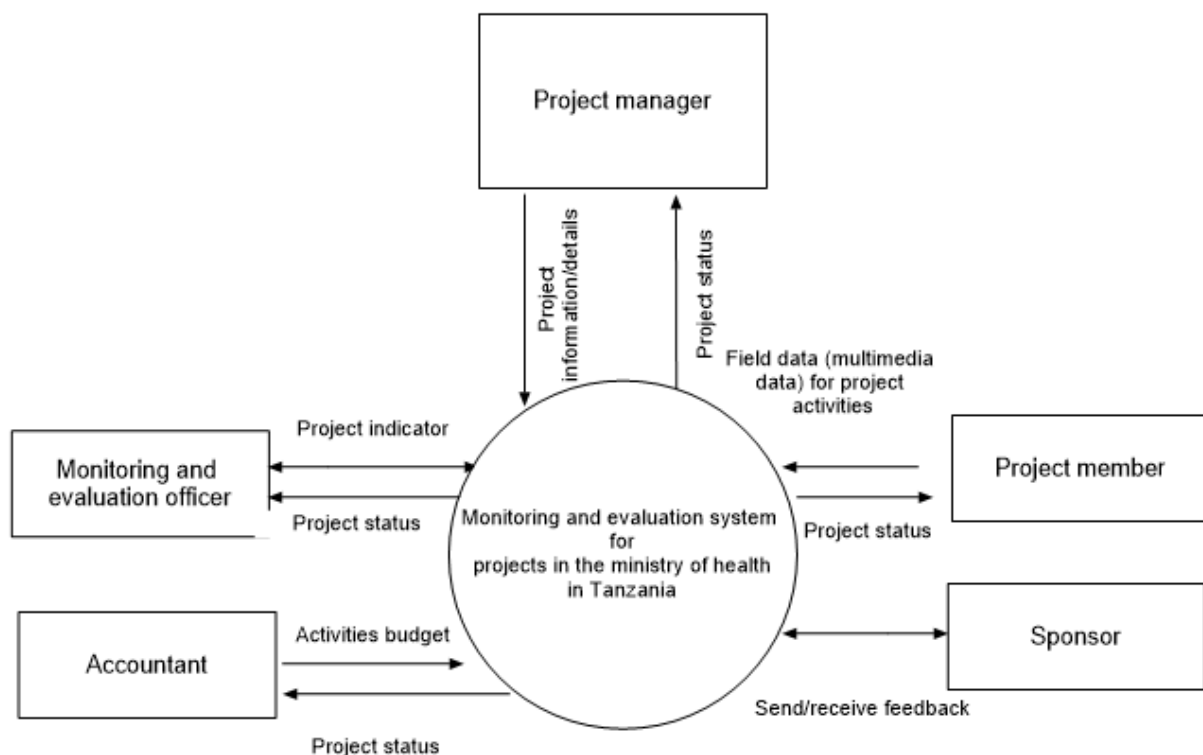 Project manager
Project
information/details
Project status
Field data (multimedia
data) for project
activities
Project indicator
Monitoring and
evaluation officer
Project member
Project status
Monitoring and evaluation system
for
projects in the ministry of health
in Tanzania
Project status
Activities budget
Accountant
Sponsor
Send/receive feedback
Project status